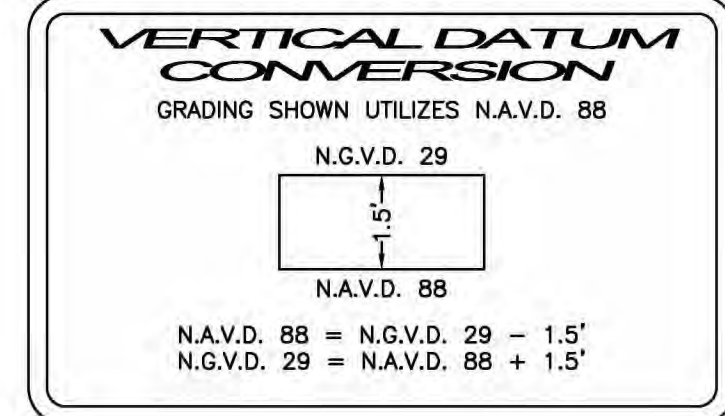 VERTICAL DATUM
CONVERSION
GRADING SHOWN UTILIZES N.A.V.D. 88
N.G.V.D. 29
1.5'
N.A.V.D. 88
N.A.V.D. 88 = N.G.V.D. 29 - 1.5'
N.G.V.D. 29 = N.A.V.D. 88 + 1.5'